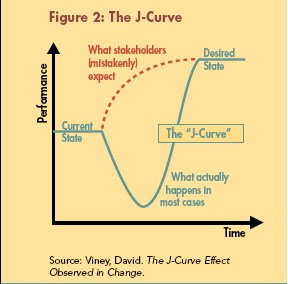 Figure 2: The J-Curve
What stakeholders
(mistakenly)
expect
Desired
State
Performance
Current
State
The "J-Curve"
What actually
happens in
most cases
Time
Source: Viney, David. The J-Curve Effect
Observed in Change.